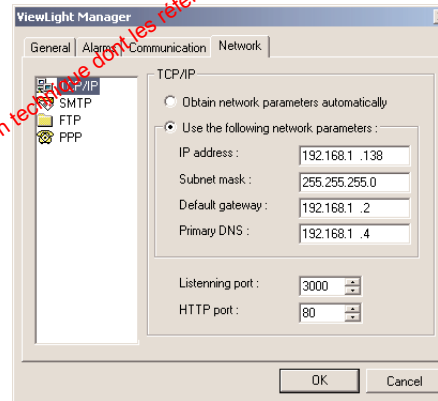 ViewLight Manager
General Alarms Communication Network
TCP/IP
SMTP
FTP
PPP
TCP/IP
Obtain network parameters automatically
Use the following network parameters :
IP address : 192.168.1 .138
Subnet mask : 255.255.255.0
Default gateway : 192.168.1 .2
Primary DNS : 192.168.1 .4
Listenning port : 3000
HTTP port : 80
OK Cancel
technique dont les